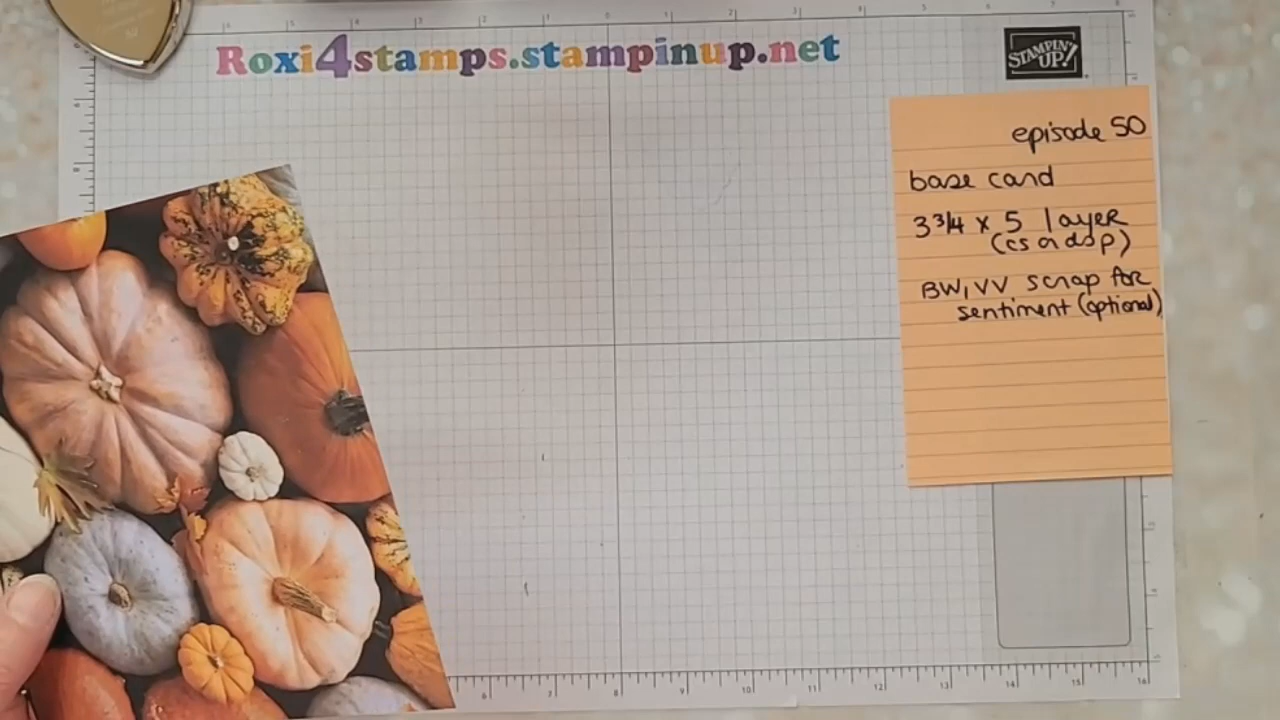 Roxi4stamps.stampinup.net
STAMPIN' UP!
episode 50
base card
3 3/4 x 5 layer
(cs or dsp)
BW, VV scrap for
sentiment (optional)